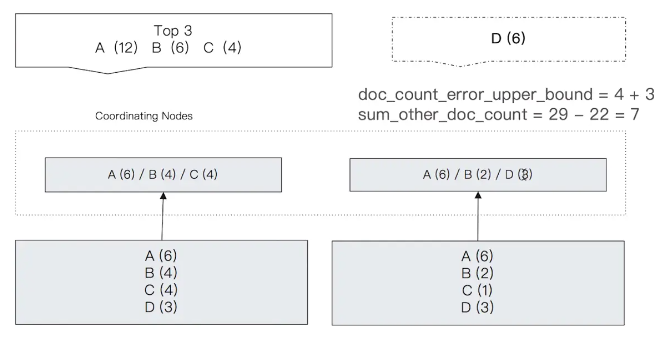 Top 3
A (12) B (6) C (4)
D (6)
doc_count_error_upper_bound = 4 + 3
sum_other_doc_count = 29 - 22 = 7
Coordinating Nodes
A (6) / B (4) / C (4)
A (6) / B (2) / D (3)
A (6)
B (4)
C (4)
D (3)
A (6)
B (2)
C (1)
D (3)